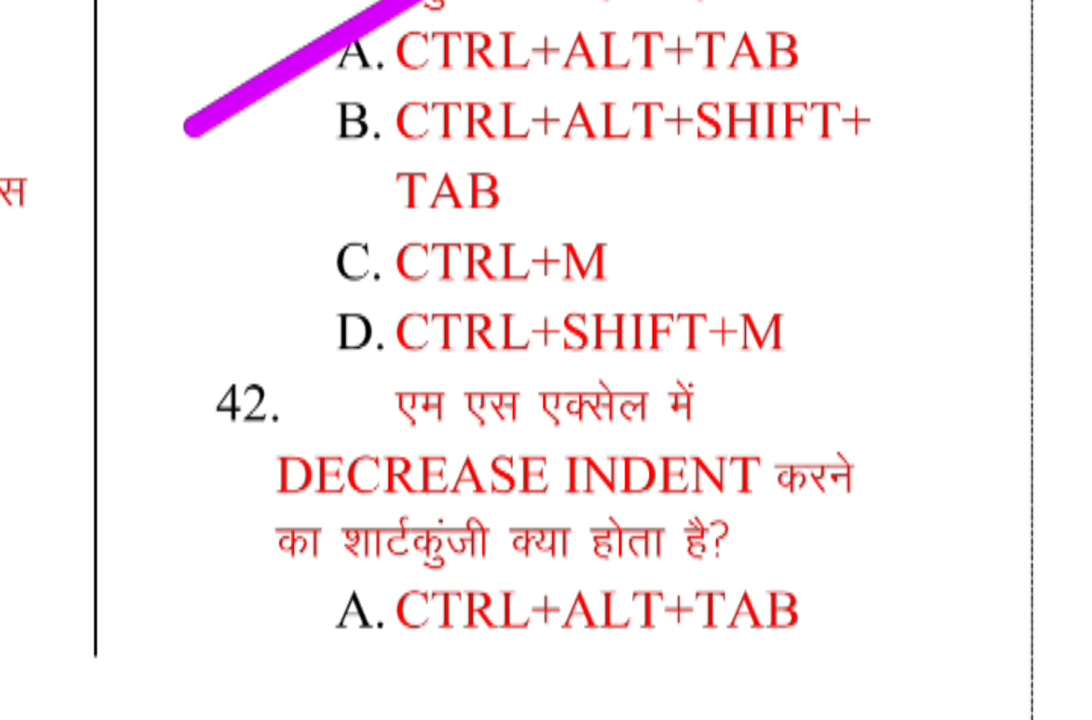 A. CTRL+ALT+TAB
B. CTRL+ALT+SHIFT+
TAB
स
C. CTRL+M
D. CTRL+SHIFT+M
42. एम एस एक्सेल में
DECREASE INDENT करने
का शार्टकुंजी क्या होता है?
A. CTRL+ALT+TAB